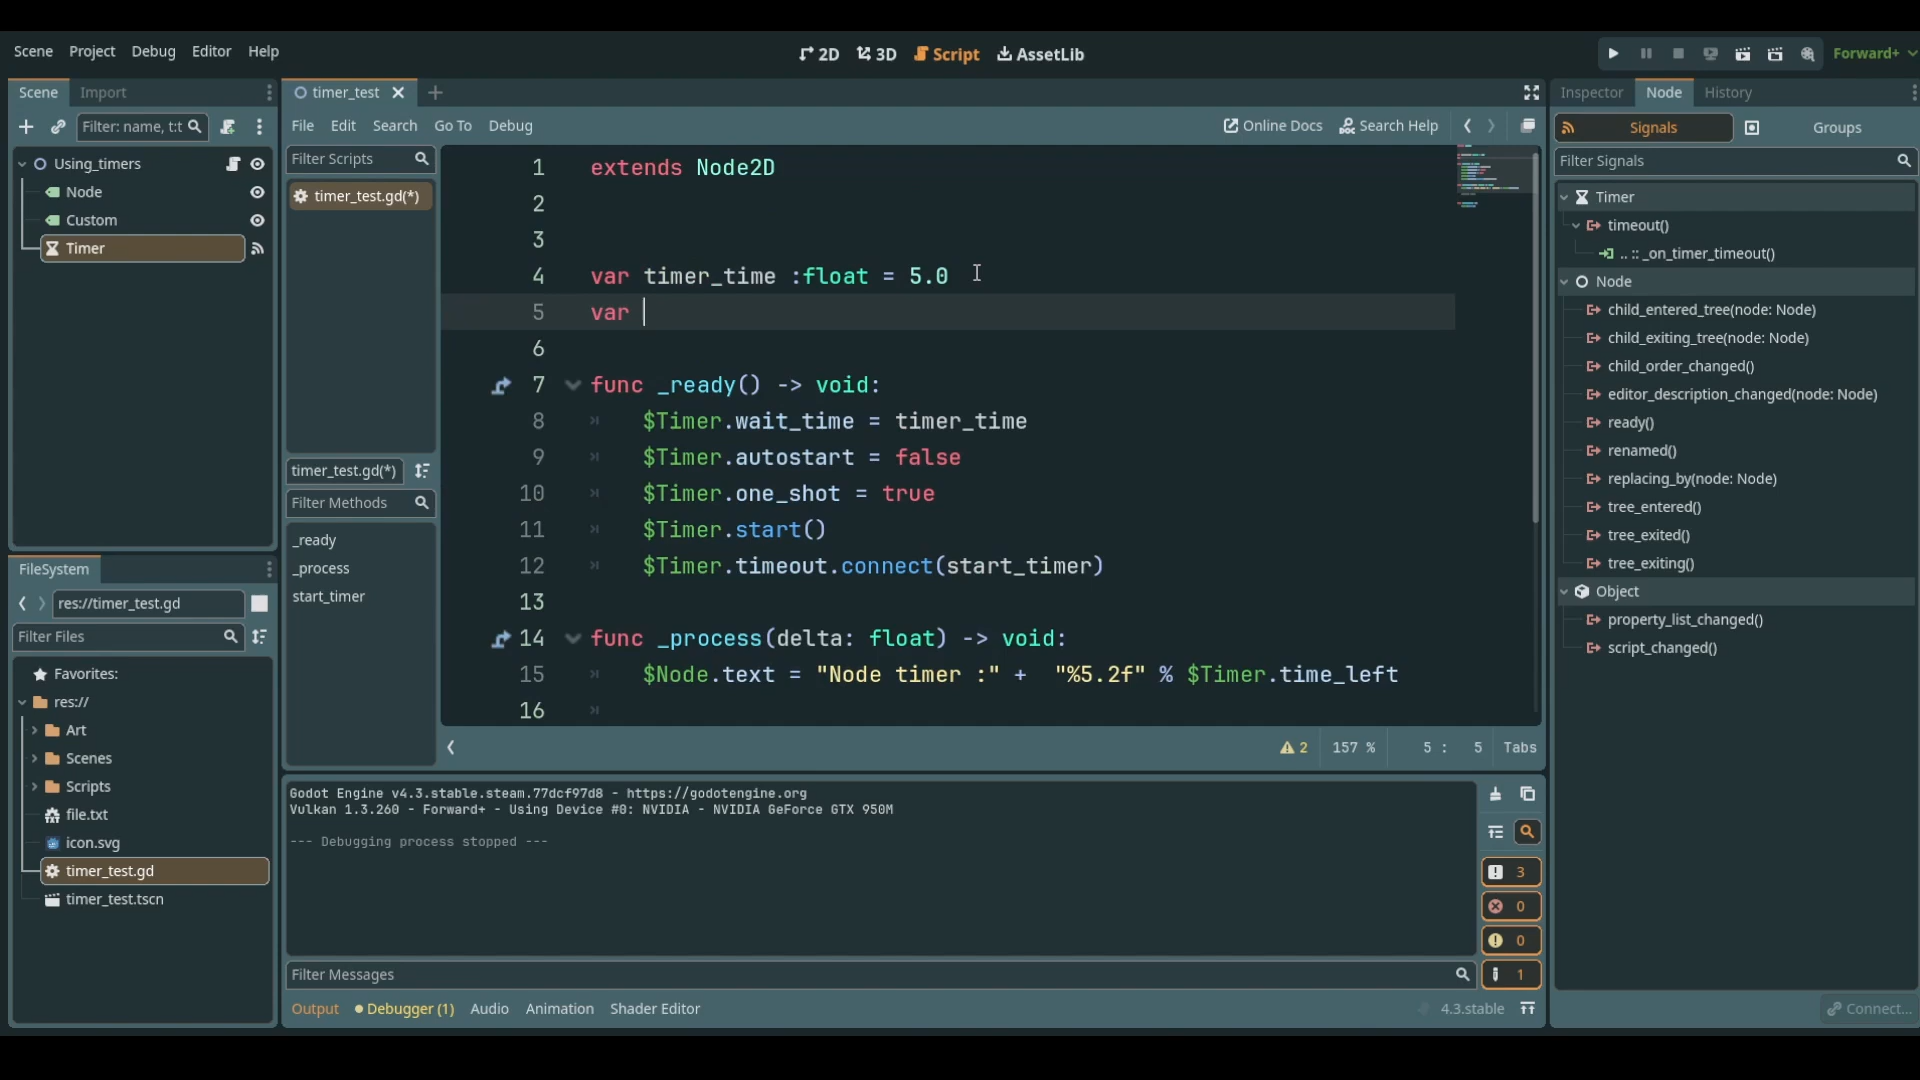 Scene Project Debug Editor Help
2D 3D Script AssetLib
Forward+
Scene Import
timer_test
Inspector Node History
Filter: name, t:t
File Edit Search Go To Debug
Online Docs Search Help
Signals Groups
Using_timers
Node
Custom
Timer
Filter Scripts
timer_test.gd(*)
timer_test.gd(*)
Filter Methods
_ready
_process
start_timer
1 extends Node2D
2
3
4 var timer_time :float = 5.0
5 var
6
7 func _ready() -> void:
8 $Timer.wait_time = timer_time
9 $Timer.autostart = false
10 $Timer.one_shot = true
11 $Timer.start()
12 $Timer.timeout.connect(start_timer)
13
14 func _process(delta: float) -> void:
15 $Node.text = "Node timer :" + "%5.2f" % $Timer.time_left
16
2 157 % 5 : 5 Tabs
Filter Signals
Timer
timeout()
.. :: _on_timer_timeout()
Node
child_entered_tree(node: Node)
child_exiting_tree(node: Node)
child_order_changed()
editor_description_changed(node: Node)
ready()
renamed()
replacing_by(node: Node)
tree_entered()
tree_exited()
tree_exiting()
Object
property_list_changed()
script_changed()
Connect...
FileSystem
res://timer_test.gd
Filter Files
Favorites:
res://
Art
Scenes
Scripts
file.txt
icon.svg
timer_test.gd
timer_test.tscn
Godot Engine v4.3.stable.steam.77dcf97d8 - https://godotengine.org
Vulkan 1.3.260 - Forward+ - Using Device #0: NVIDIA - NVIDIA GeForce GTX 950M
--- Debugging process stopped ---
3
0
0
1
Filter Messages
Output Debugger (1) Audio Animation Shader Editor
4.3.stable